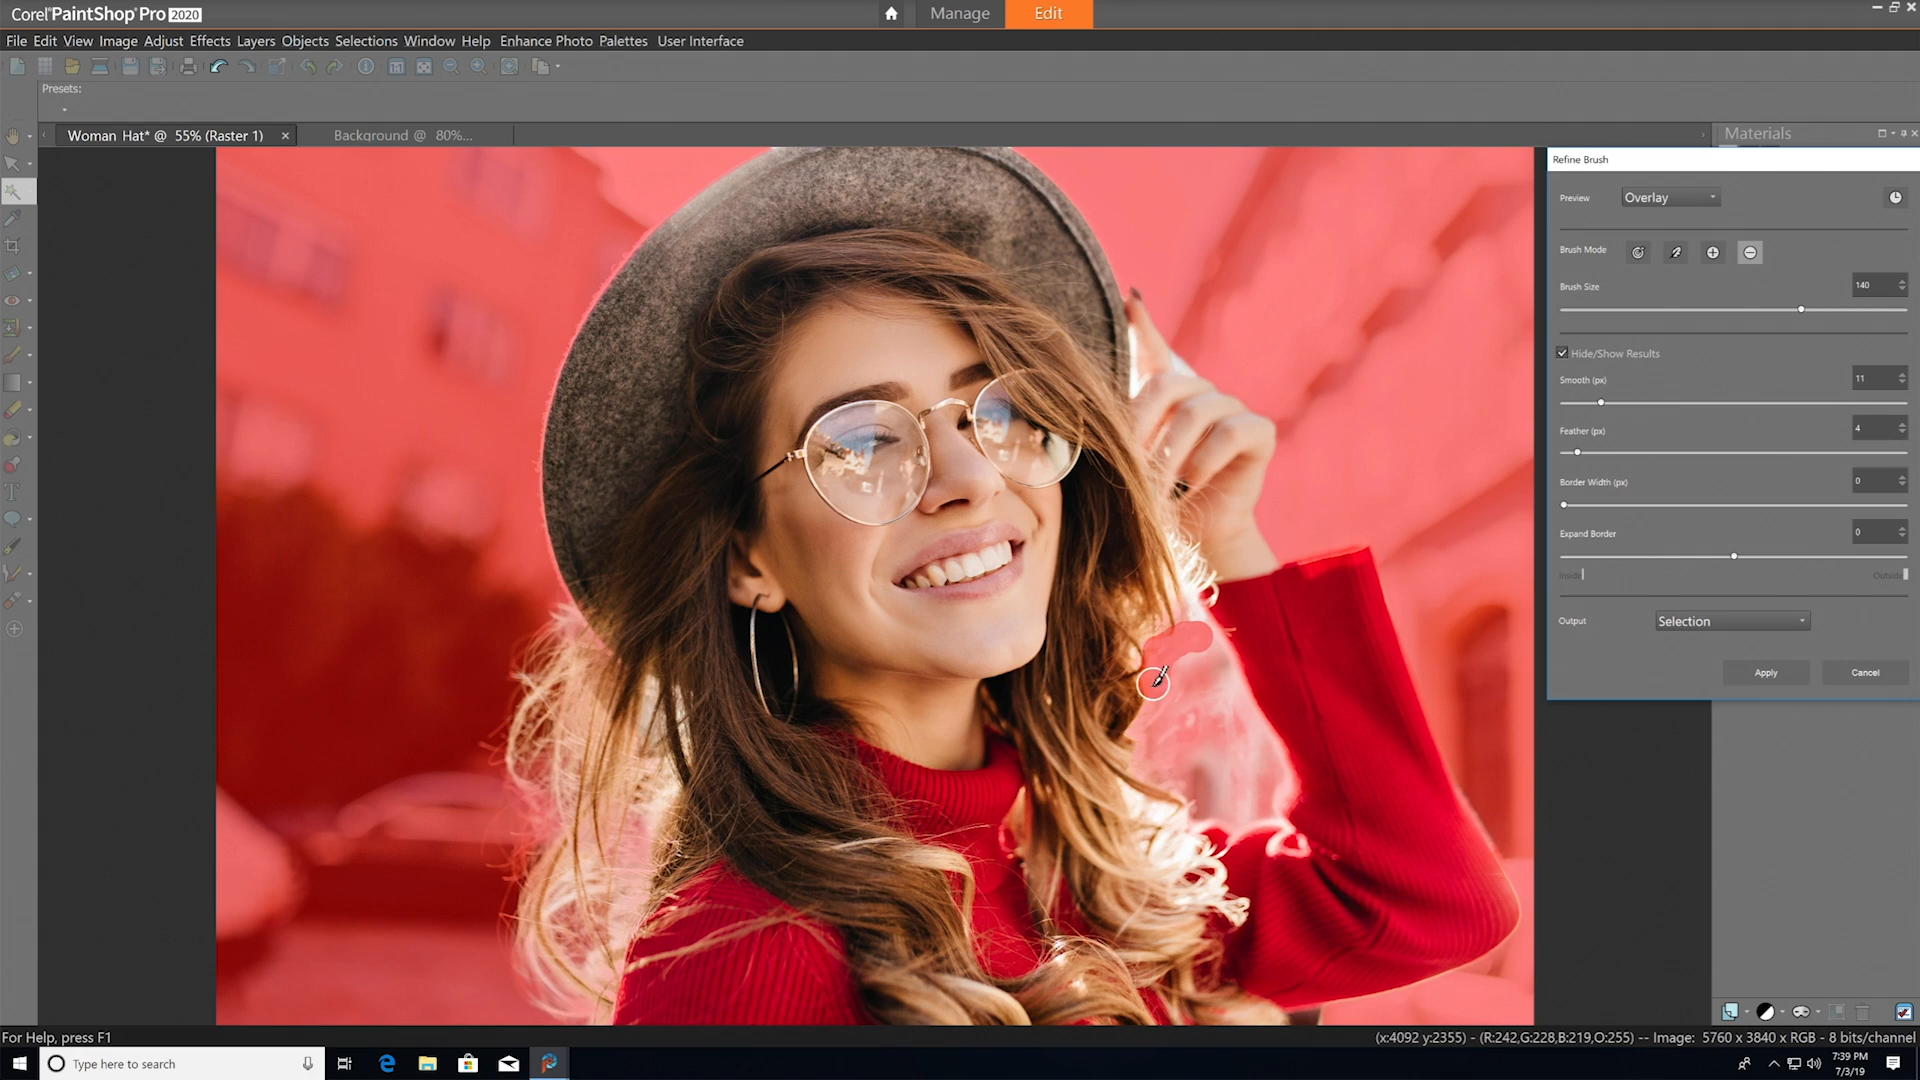 Corel® PaintShop® Pro 2020
Manage
Edit
File Edit View Image Adjust Effects Layers Objects Selections Window Help Enhance Photo Palettes User Interface
Presets:
Woman Hat* @ 55% (Raster 1) ×
Background @ 80%...
Materials
Refine Brush
Preview Overlay
Brush Mode
Brush Size 140
Hide/Show Results
Smooth (px) 11
Feather (px) 4
Border Width (px) 0
Expand Border 0
Inside Outside
Output Selection
Apply Cancel
For Help, press F1
(x:4092 y:2355) - (R:242,G:228,B:219,O:255) -- Image: 5760 x 3840 x RGB - 8 bits/channel
Type here to search
7:39 PM
7/3/19